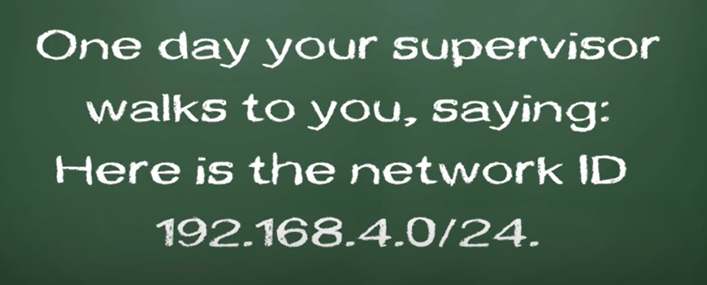 One day your supervisor
walks to you, saying:
Here is the network ID
192.168.4.0/24.